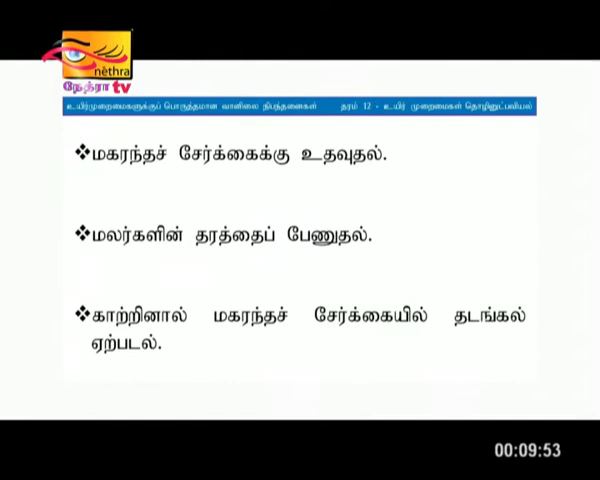 nèthra
நேத்ரா tv
உயிர்முறைமைகளுக்குப் பொருத்தமான வானிலை நிபந்தனைகள் தரம் 12 - உயிர் முறைமைகள் தொழினுட்பவியல்
❖மகரந்தச் சேர்க்கைக்கு உதவுதல்.
❖மலர்களின் தரத்தைப் பேணுதல்.
❖காற்றினால் மகரந்தச் சேர்க்கையில் தடங்கல்
ஏற்படல்.
00:09:53